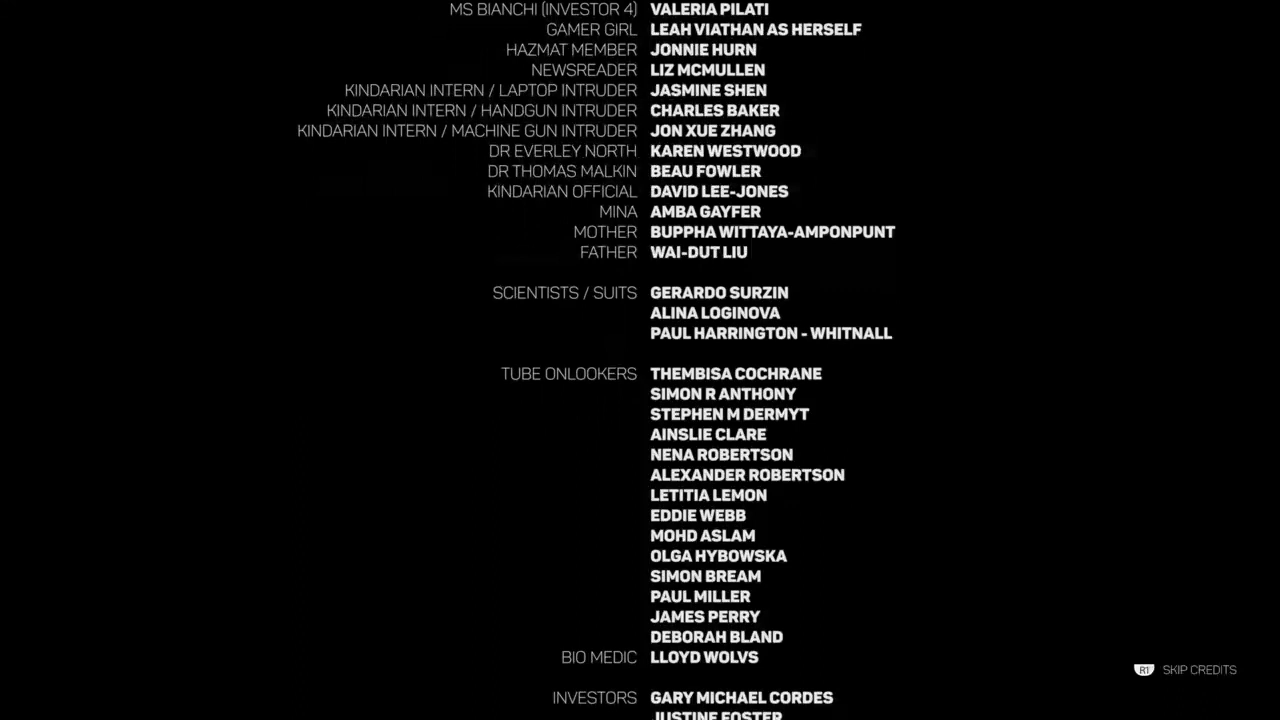 MS BIANCHI (INVESTOR 4) VALERIA PILATI
GAMER GIRL LEAH VIATHAN AS HERSELF
HAZMAT MEMBER JONNIE HURN
NEWSREADER LIZ MCMULLEN
KINDARIAN INTERN / LAPTOP INTRUDER JASMINE SHEN
KINDARIAN INTERN / HANDGUN INTRUDER CHARLES BAKER
KINDARIAN INTERN / MACHINE GUN INTRUDER JON XUE ZHANG
DR EVERLEY NORTH KAREN WESTWOOD
DR THOMAS MALKIN BEAU FOWLER
KINDARIAN OFFICIAL DAVID LEE-JONES
MINA AMBA GAYFER
MOTHER BUPPHA WITTAYA-AMPONPUNT
FATHER WAI-DUT LIU
SCIENTISTS / SUITS GERARDO SURZIN
ALINA LOGINOVA
PAUL HARRINGTON - WHITNALL
TUBE ONLOOKERS THEMBISA COCHRANE
SIMON R ANTHONY
STEPHEN M DERMYT
AINSLIE CLARE
NENA ROBERTSON
ALEXANDER ROBERTSON
LETITIA LEMON
EDDIE WEBB
MOHD ASLAM
OLGA HYBOWSKA
SIMON BREAM
PAUL MILLER
JAMES PERRY
DEBORAH BLAND
BIO MEDIC LLOYD WOLVS
R1 SKIP CREDITS
INVESTORS GARY MICHAEL CORDES
JUSTINE FOSTER